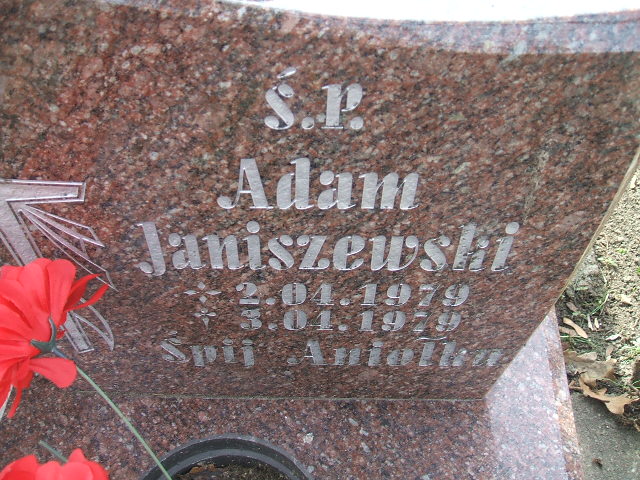 Ś.P.
Adam
Janiszewski
2.04.1979
3.04.1979
Śpij Aniołku